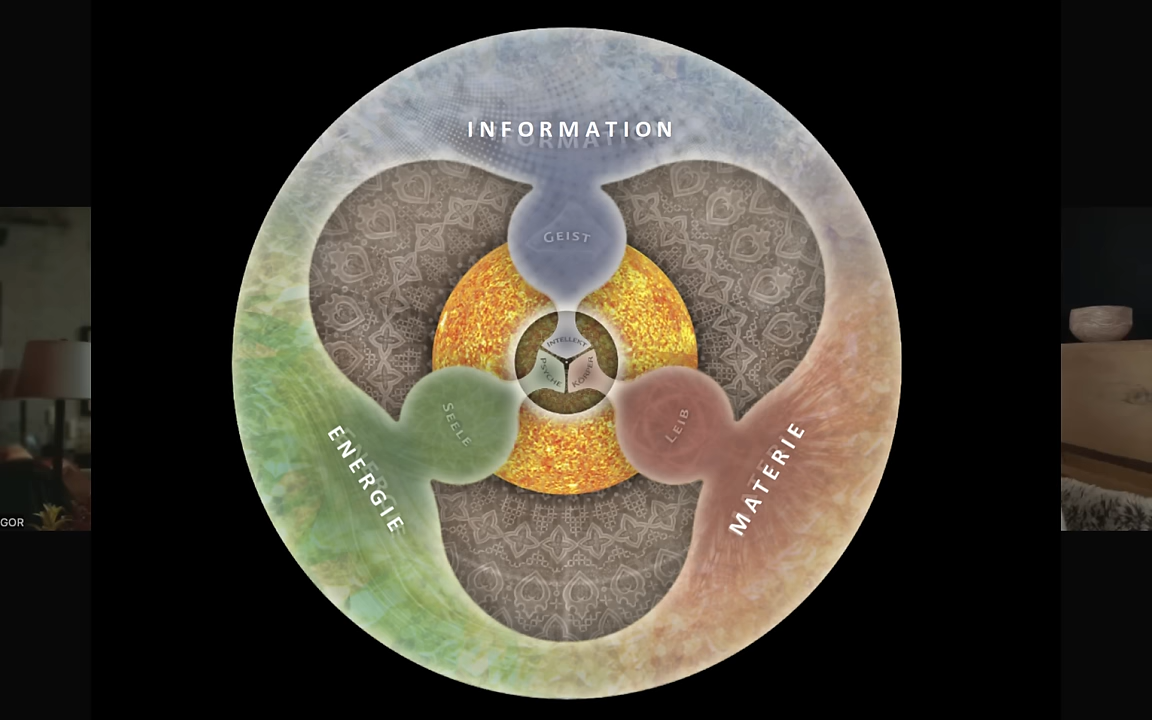 INFORMATION
GEIST
INTELLEKT
PSYCHE
KÖRPER
SEELE
LEIB
ENERGIE
MATERIE
GOR